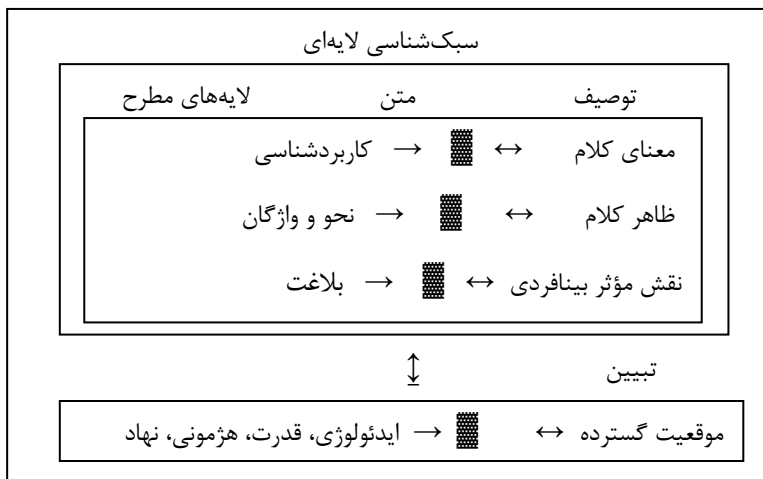 سبک‌شناسی لایه‌ای
توصیف متن لایه‌های مطرح
معنای کلام ↔ → کاربردشناسی
ظاهر کلام ↔ → نحو و واژگان
نقش مؤثر بینافردی ↔ → بلاغت
تبیین ↕
موقعیت گسترده ↔ → ایدئولوژی، قدرت، هژمونی، نهاد